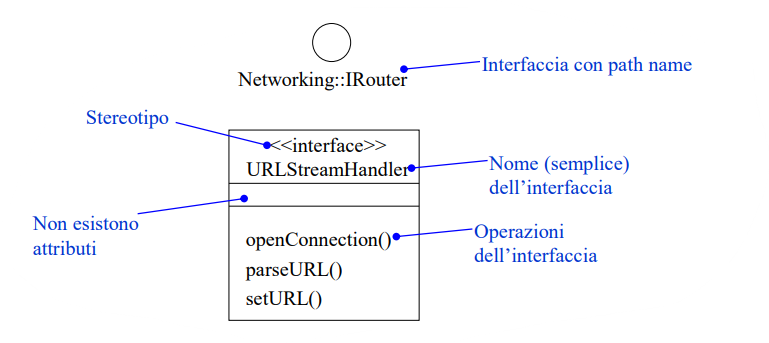 Interfaccia con path name
Networking::IRouter
Stereotipo
<<interface>>
URLStreamHandler
Nome (semplice)
dell’interfaccia
Non esistono
attributi
openConnection()
parseURL()
setURL()
Operazioni
dell’interfaccia